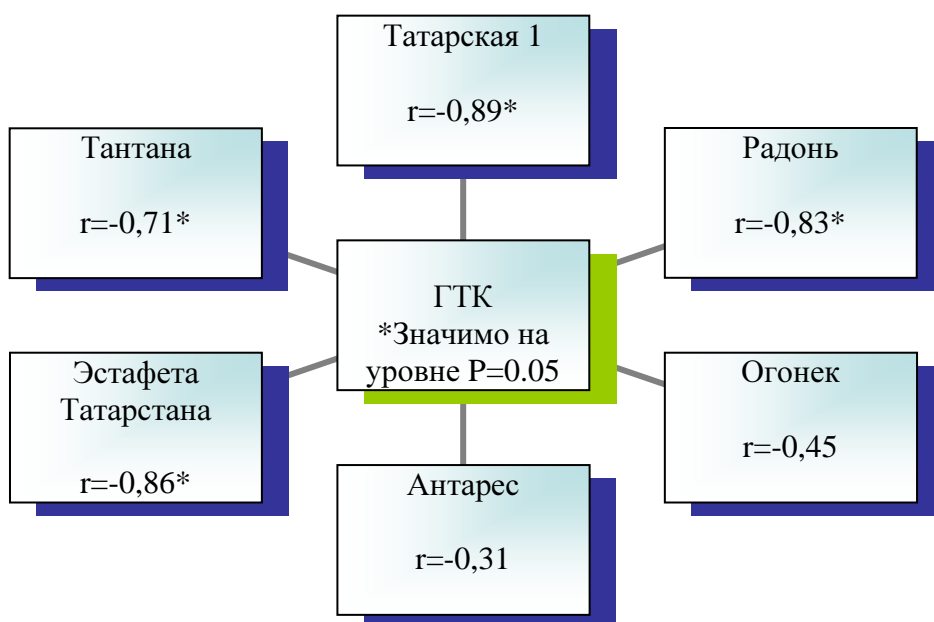 Татарская 1
r=-0,89*
Тантана
r=-0,71*
Радонь
r=-0,83*
ГТК
*Значимо на
уровне P=0.05
Эстафета
Татарстана
r=-0,86*
Огонек
r=-0,45
Антарес
r=-0,31